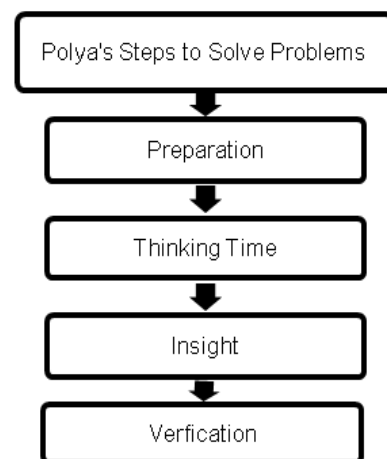 Polya's Steps to Solve Problems
Preparation
Thinking Time
Insight
Verfication